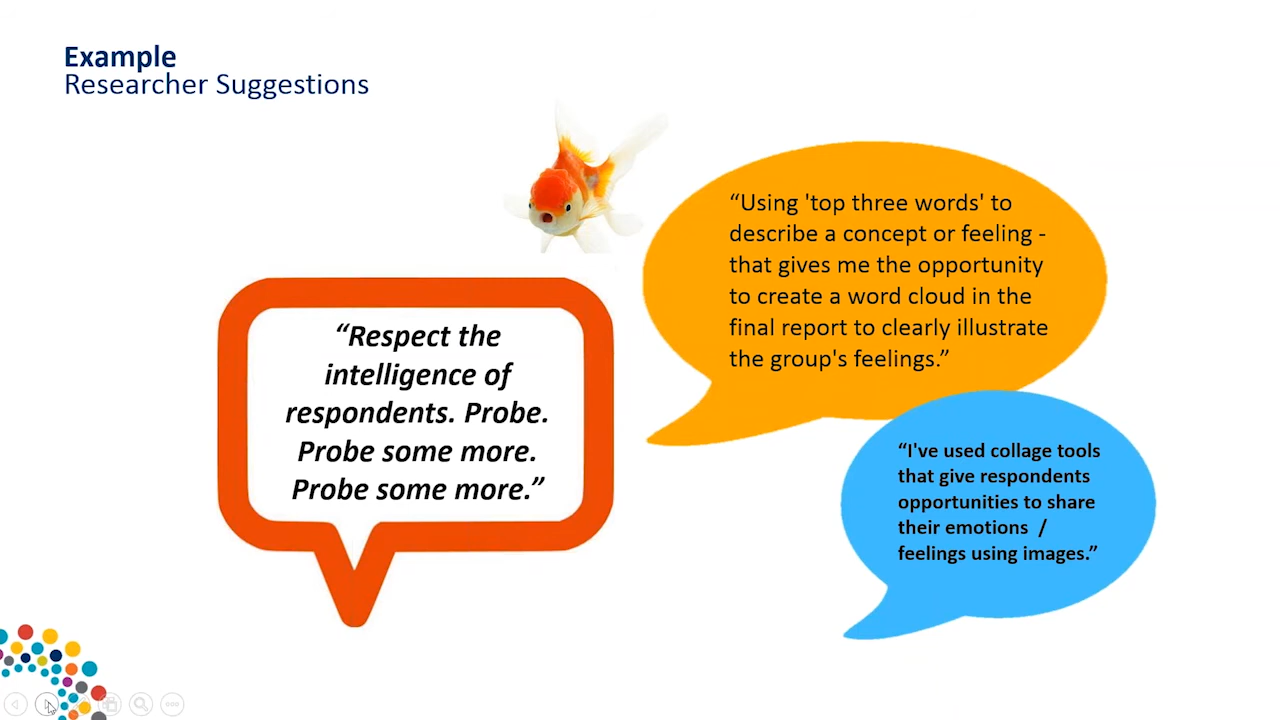 Example
Researcher Suggestions
“Respect the
intelligence of
respondents. Probe.
Probe some more.
Probe some more.”
“Using 'top three words' to
describe a concept or feeling -
that gives me the opportunity
to create a word cloud in the
final report to clearly illustrate
the group's feelings.”
“I've used collage tools
that give respondents
opportunities to share
their emotions  /
feelings using images.”